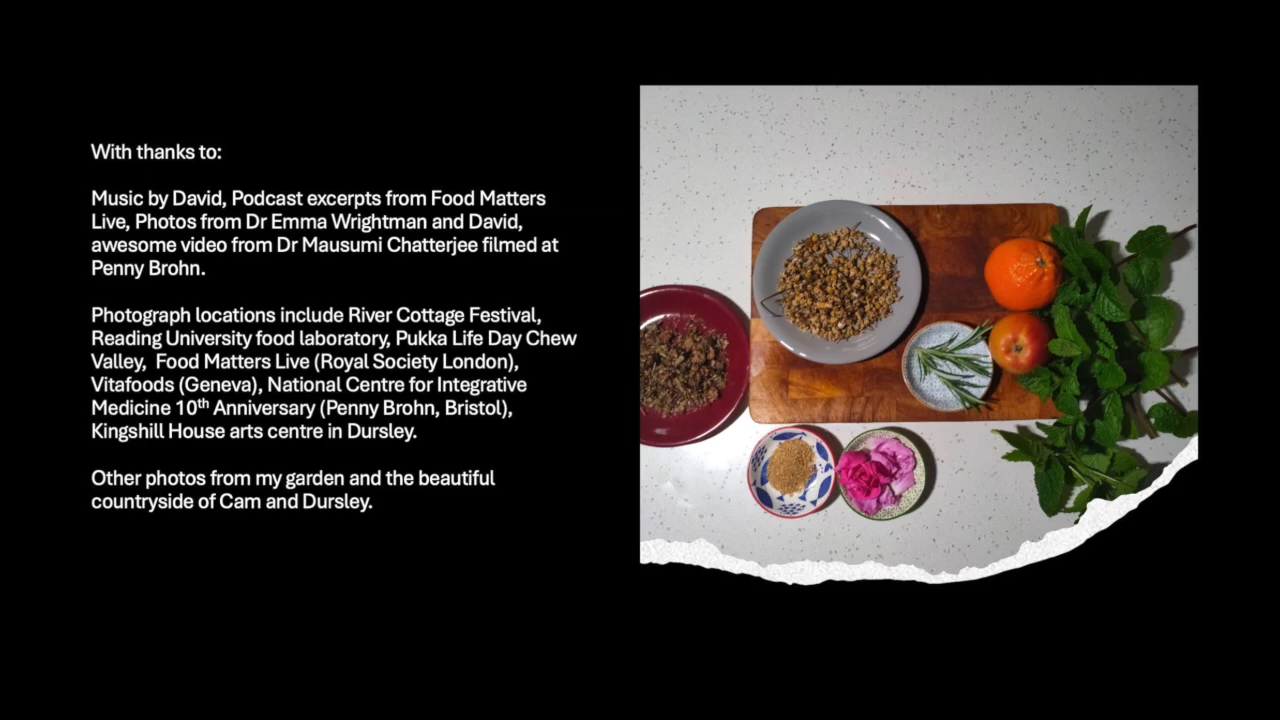 With thanks to:
Music by David, Podcast excerpts from Food Matters
Live, Photos from Dr Emma Wrightman and David,
awesome video from Dr Mausumi Chatterjee filmed at
Penny Brohn.
Photograph locations include River Cottage Festival,
Reading University food laboratory, Pukka Life Day Chew
Valley,  Food Matters Live (Royal Society London),
Vitafoods (Geneva), National Centre for Integrative
Medicine 10th Anniversary (Penny Brohn, Bristol),
Kingshill House arts centre in Dursley.
Other photos from my garden and the beautiful
countryside of Cam and Dursley.